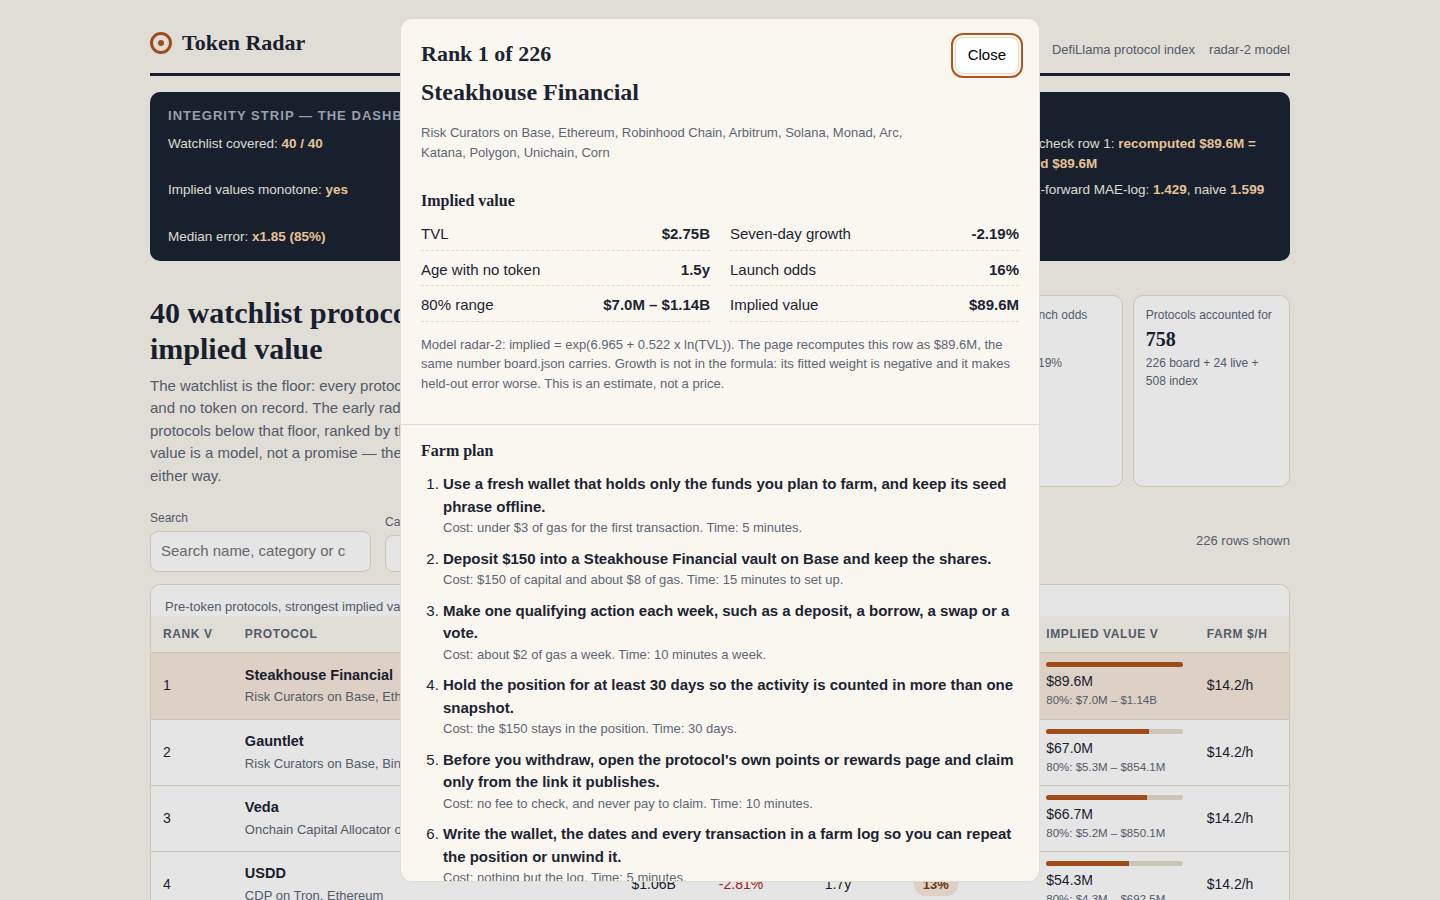 Token Radar
DefiLlama protocol index radar-2 model
INTEGRITY STRIP — THE DASHB
Watchlist covered: 40 / 40
Implied values monotone: yes
Median error: x1.85 (85%)
check row 1: recomputed $89.6M =
d $89.6M
-forward MAE-log: 1.429, naive 1.599
Rank 1 of 226
Close
Steakhouse Financial
Risk Curators on Base, Ethereum, Robinhood Chain, Arbitrum, Solana, Monad, Arc,
Katana, Polygon, Unichain, Corn
Implied value
TVL $2.75B Seven-day growth -2.19%
Age with no token 1.5y Launch odds 16%
80% range $7.0M – $1.14B Implied value $89.6M
Model radar-2: implied = exp(6.965 + 0.522 x ln(TVL)). The page recomputes this row as $89.6M, the
same number board.json carries. Growth is not in the formula: its fitted weight is negative and it makes
held-out error worse. This is an estimate, not a price.
Farm plan
1. Use a fresh wallet that holds only the funds you plan to farm, and keep its seed
phrase offline.
Cost: under $3 of gas for the first transaction. Time: 5 minutes.
2. Deposit $150 into a Steakhouse Financial vault on Base and keep the shares.
Cost: $150 of capital and about $8 of gas. Time: 15 minutes to set up.
3. Make one qualifying action each week, such as a deposit, a borrow, a swap or a
vote.
Cost: about $2 of gas a week. Time: 10 minutes a week.
4. Hold the position for at least 30 days so the activity is counted in more than one
snapshot.
Cost: the $150 stays in the position. Time: 30 days.
5. Before you withdraw, open the protocol's own points or rewards page and claim
only from the link it publishes.
Cost: no fee to check, and never pay to claim. Time: 10 minutes.
6. Write the wallet, the dates and every transaction in a farm log so you can repeat
the position or unwind it.
Cost: nothing but the log. Time: 5 minutes.
40 watchlist protoco
implied value
The watchlist is the floor: every protoc
and no token on record. The early rad
protocols below that floor, ranked by t
value is a model, not a promise — the
either way.
nch odds
19%
Protocols accounted for
758
226 board + 24 live +
508 index
Search
Ca
Search name, category or c
226 rows shown
Pre-token protocols, strongest implied va
RANK V PROTOCOL IMPLIED VALUE V FARM $/H
1 Steakhouse Financial $89.6M $14.2/h
Risk Curators on Base, Eth 80%: $7.0M – $1.14B
2 Gauntlet $67.0M $14.2/h
Risk Curators on Base, Bin 80%: $5.3M – $854.1M
3 Veda $66.7M $14.2/h
Onchain Capital Allocator o 80%: $5.2M – $850.1M
4 USDD $1.06B -2.81% 1.7y 13% $54.3M $14.2/h
CDP on Tron, Ethereum 80%: $4.3M – $692.5M